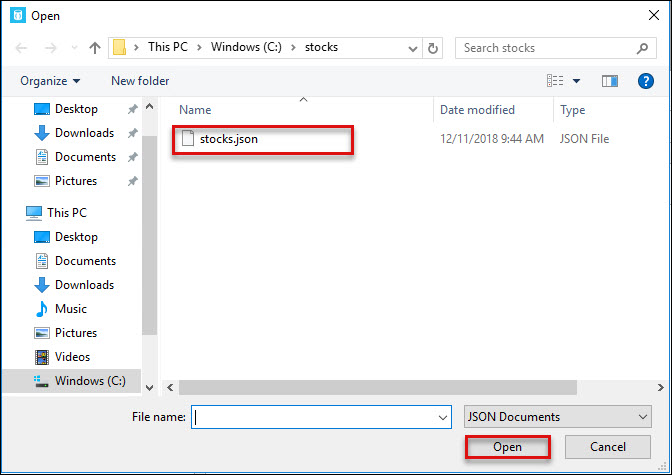 Open
This PC > Windows (C:) > stocks
Search stocks
Organize
New folder
Name
Date modified
Type
stocks.json
12/11/2018 9:44 AM
JSON File
Desktop
Downloads
Documents
Pictures
This PC
Desktop
Documents
Downloads
Music
Pictures
Videos
Windows (C:)
File name:
JSON Documents
Open
Cancel